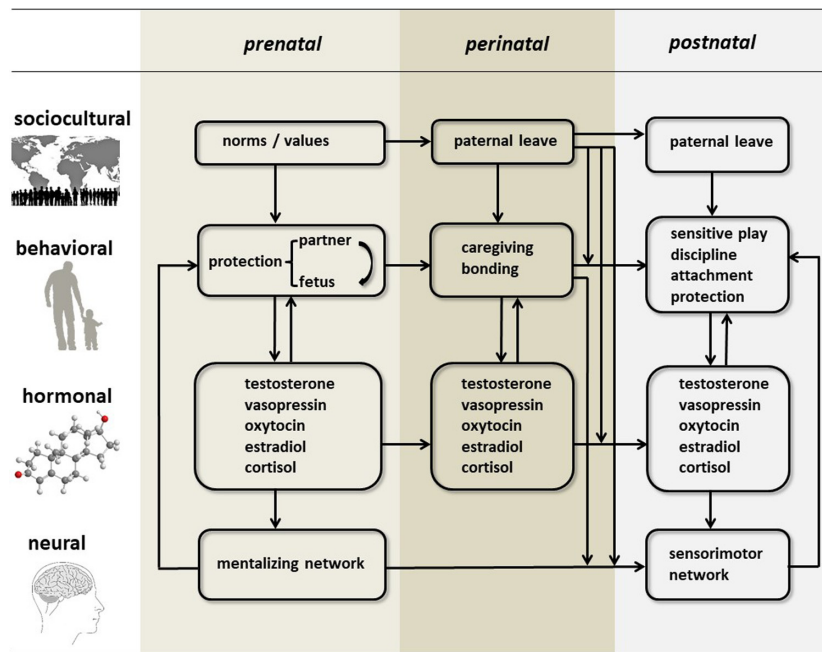 prenatal
perinatal
postnatal
sociocultural
norms / values
paternal leave
paternal leave
behavioral
protection
partner
fetus
caregiving
bonding
sensitive play
discipline
attachment
protection
hormonal
testosterone
vasopressin
oxytocin
estradiol
cortisol
testosterone
vasopressin
oxytocin
estradiol
cortisol
testosterone
vasopressin
oxytocin
estradiol
cortisol
neural
mentalizing network
sensorimotor
network